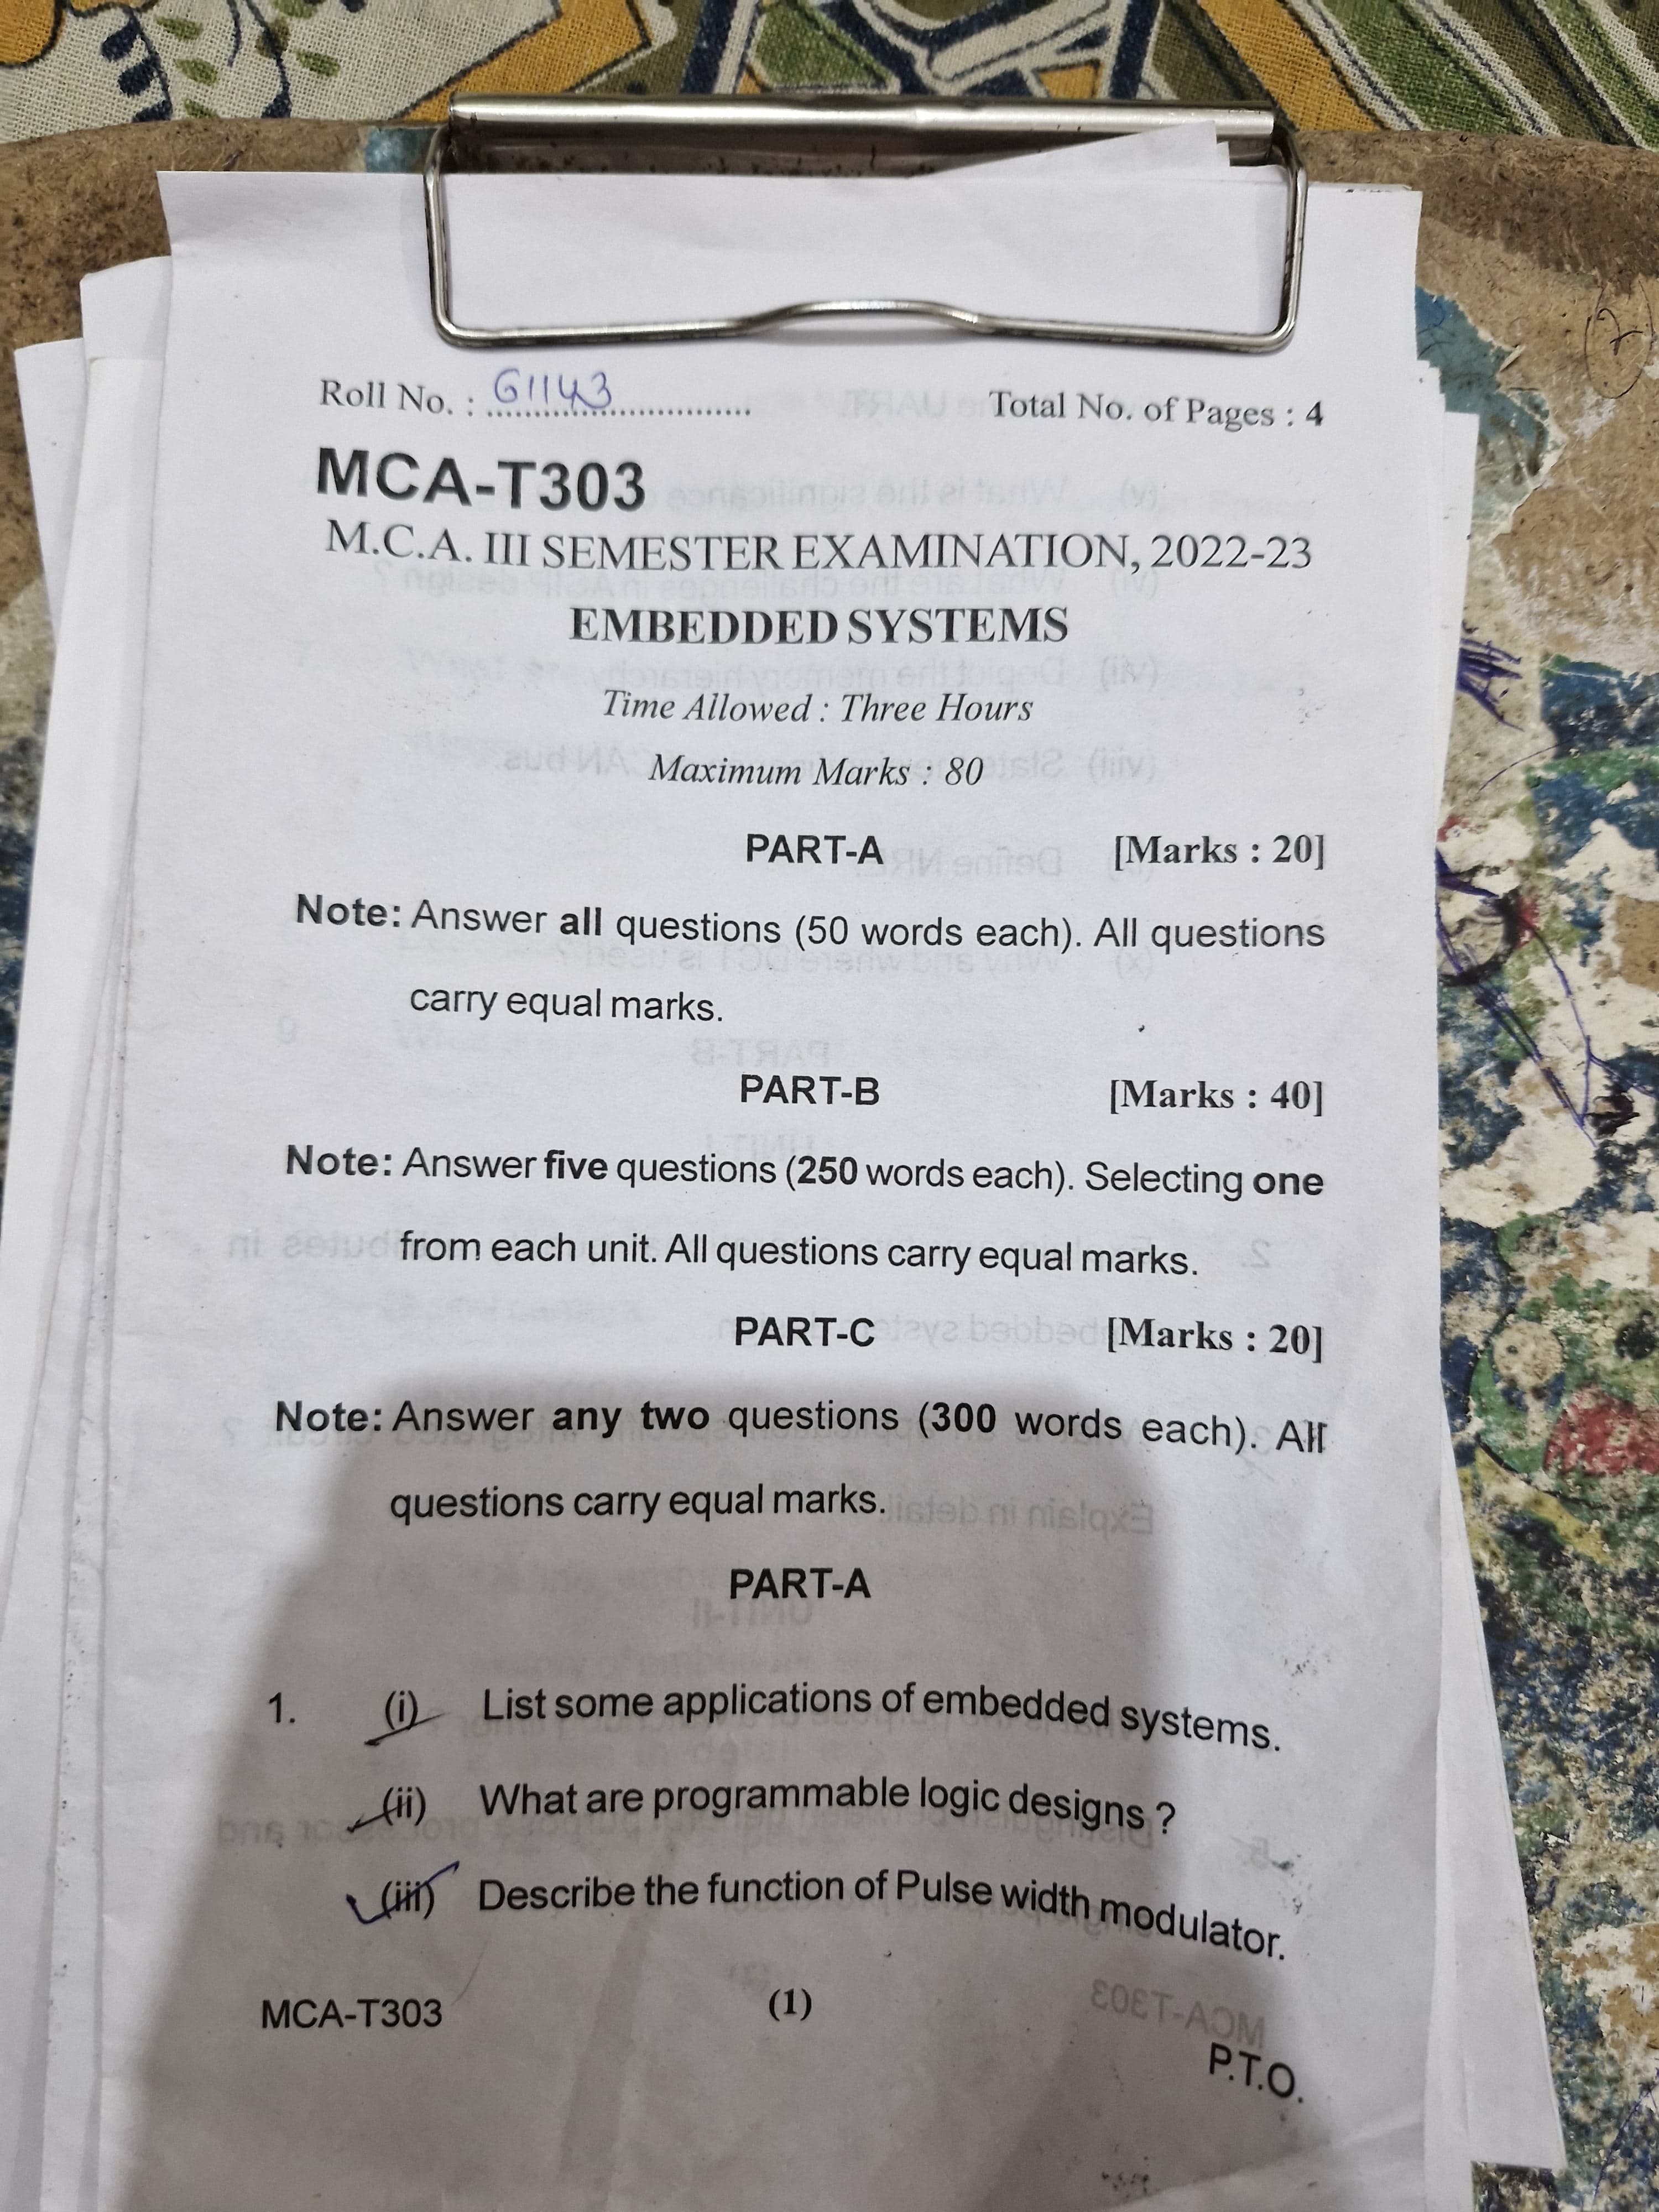 Roll No. : 61143 Total No. of Pages : 4
MCA-T303
M.C.A. III SEMESTER EXAMINATION, 2022-23
EMBEDDED SYSTEMS
Time Allowed : Three Hours
Maximum Marks : 80
PART-A [Marks : 20]
Note: Answer all questions (50 words each). All questions
carry equal marks.
PART-B [Marks : 40]
Note: Answer five questions (250 words each). Selecting one
from each unit. All questions carry equal marks.
PART-C [Marks : 20]
Note: Answer any two questions (300 words each). All
questions carry equal marks.
PART-A
1. (i) List some applications of embedded systems.
(ii) What are programmable logic designs ?
(iii) Describe the function of Pulse width modulator.
MCA-T303 (1)
P.T.O.